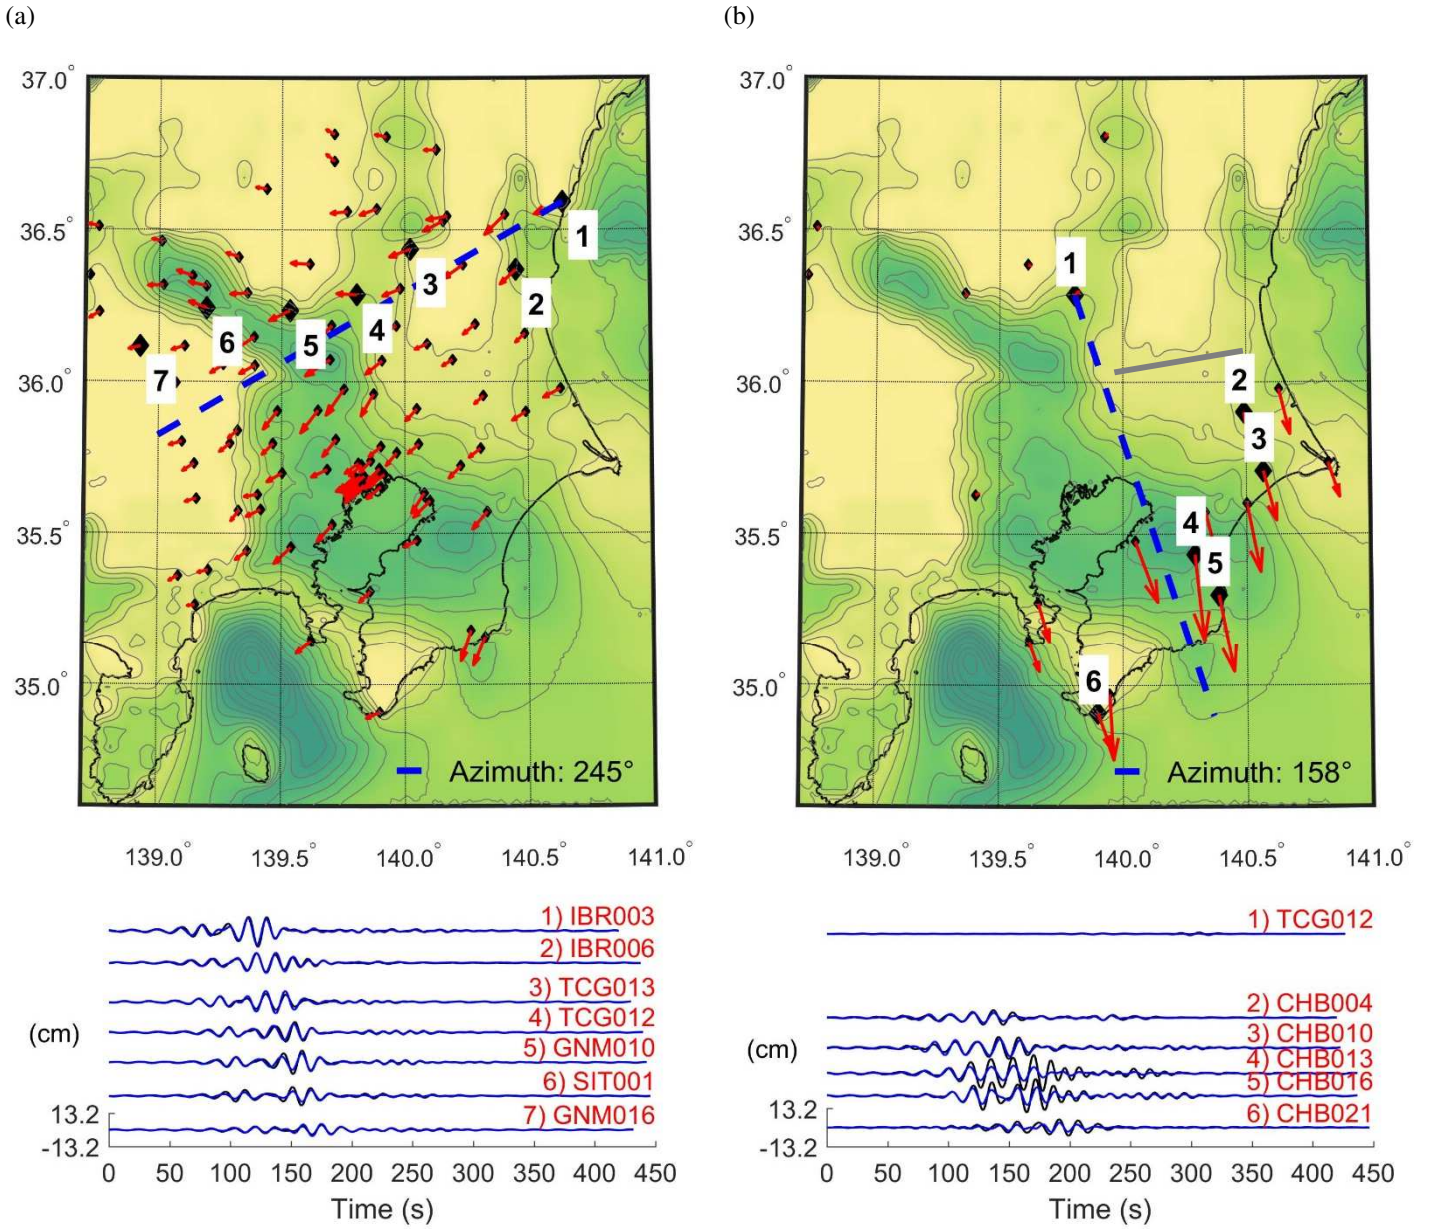 (a)
37.0°
36.5°
36.0°
35.5°
35.0°
1
2
3
4
5
6
7
Azimuth: 245°
139.0° 139.5° 140.0° 140.5° 141.0°
1) IBR003
2) IBR006
3) TCG013
4) TCG012
5) GNM010
6) SIT001
7) GNM016
(cm)
13.2
-13.2
0 50 100 150 200 250 300 350 400 450
Time (s)
(b)
37.0°
36.5°
36.0°
35.5°
35.0°
1
2
3
4
5
6
Azimuth: 158°
139.0° 139.5° 140.0° 140.5° 141.0°
1) TCG012
2) CHB004
3) CHB010
4) CHB013
5) CHB016
6) CHB021
(cm)
13.2
-13.2
0 50 100 150 200 250 300 350 400 450
Time (s)